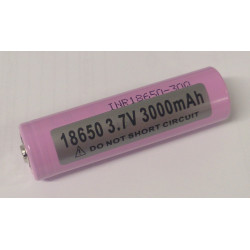 INR18650-300
18650 3.7V 3000mAh
DO NOT SHORT CIRCUIT